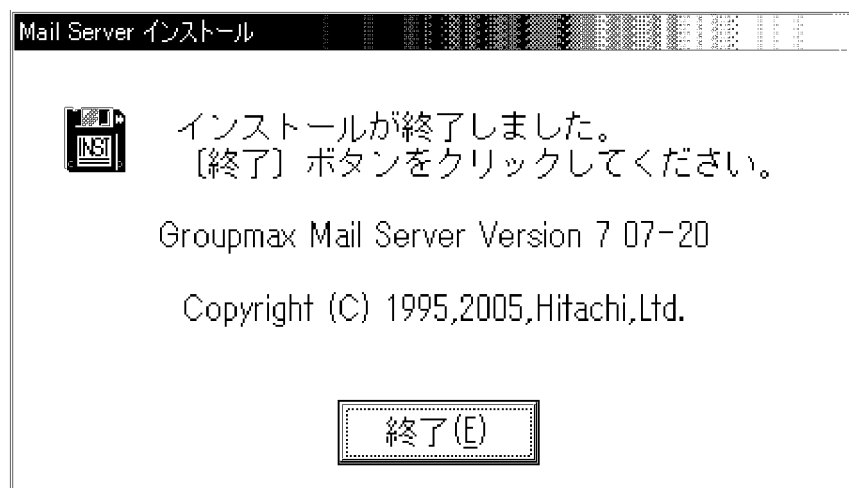 Mail Server インストール
INST
インストールが終了しました。
〔終了〕ボタンをクリックしてください。
Groupmax Mail Server Version 7 07-20
Copyright (C) 1995,2005,Hitachi,Ltd.
終了(E)